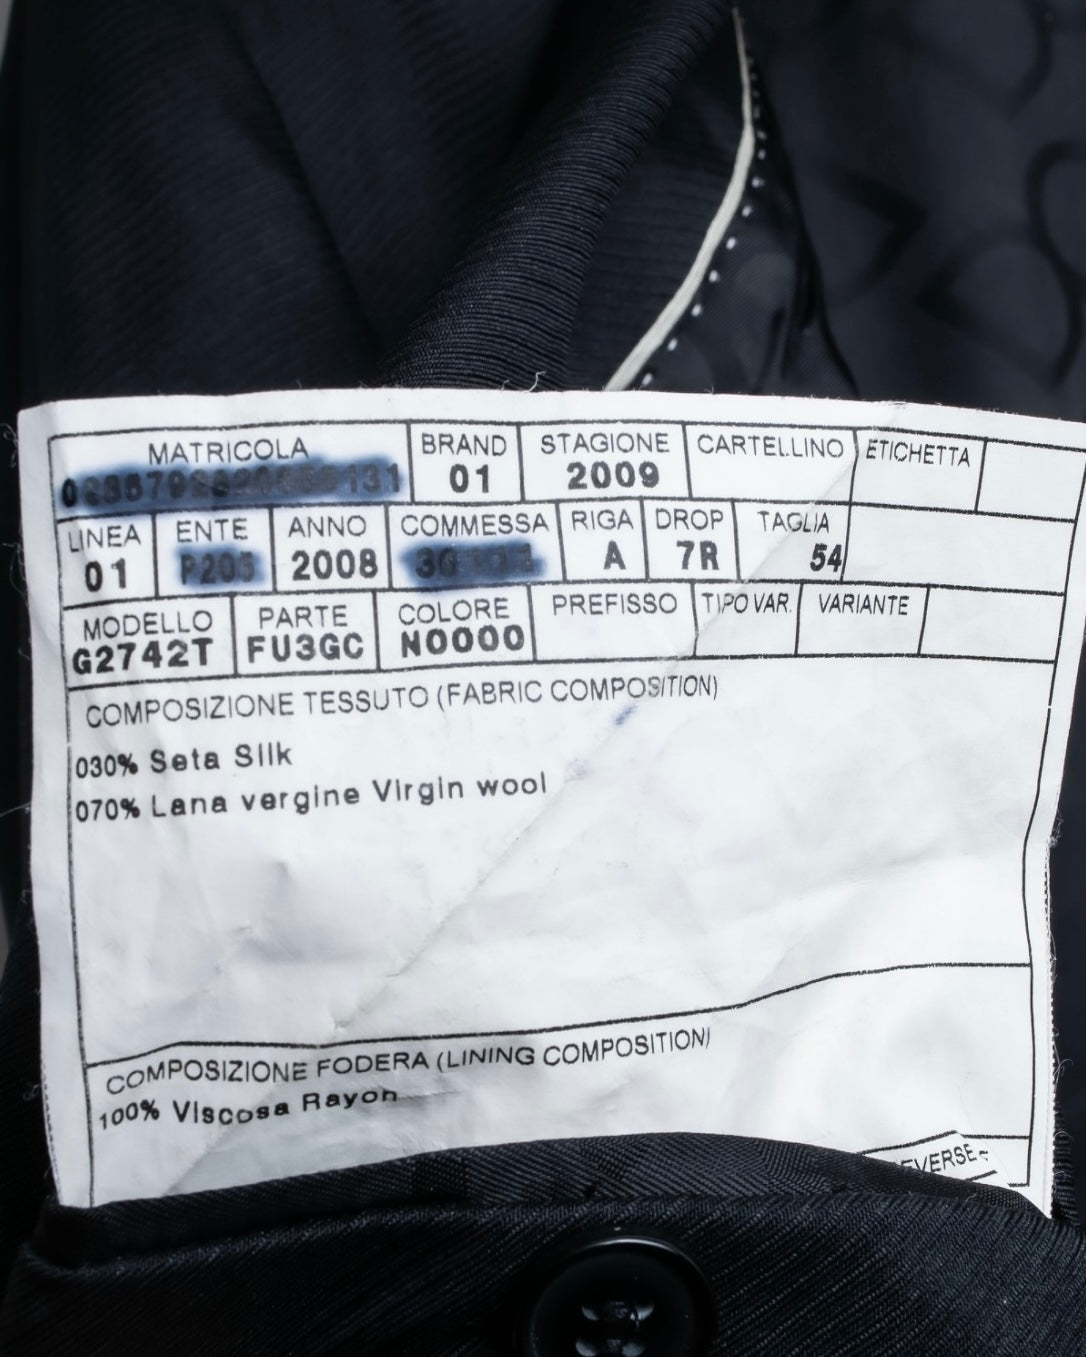 MATRICOLA BRAND STAGIONE CARTELLINO ETICHETTA
01 2009
LINEA ENTE ANNO COMMESSA RIGA DROP TAGLIA
01 P205 2008 A 7R 54
MODELLO PARTE COLORE PREFISSO TIPO VAR. VARIANTE
G2742T FU3GC N0000
COMPOSIZIONE TESSUTO (FABRIC COMPOSITION)
030% Seta Silk
070% Lana vergine Virgin wool
COMPOSIZIONE FODERA (LINING COMPOSITION)
100% Viscosa Rayon